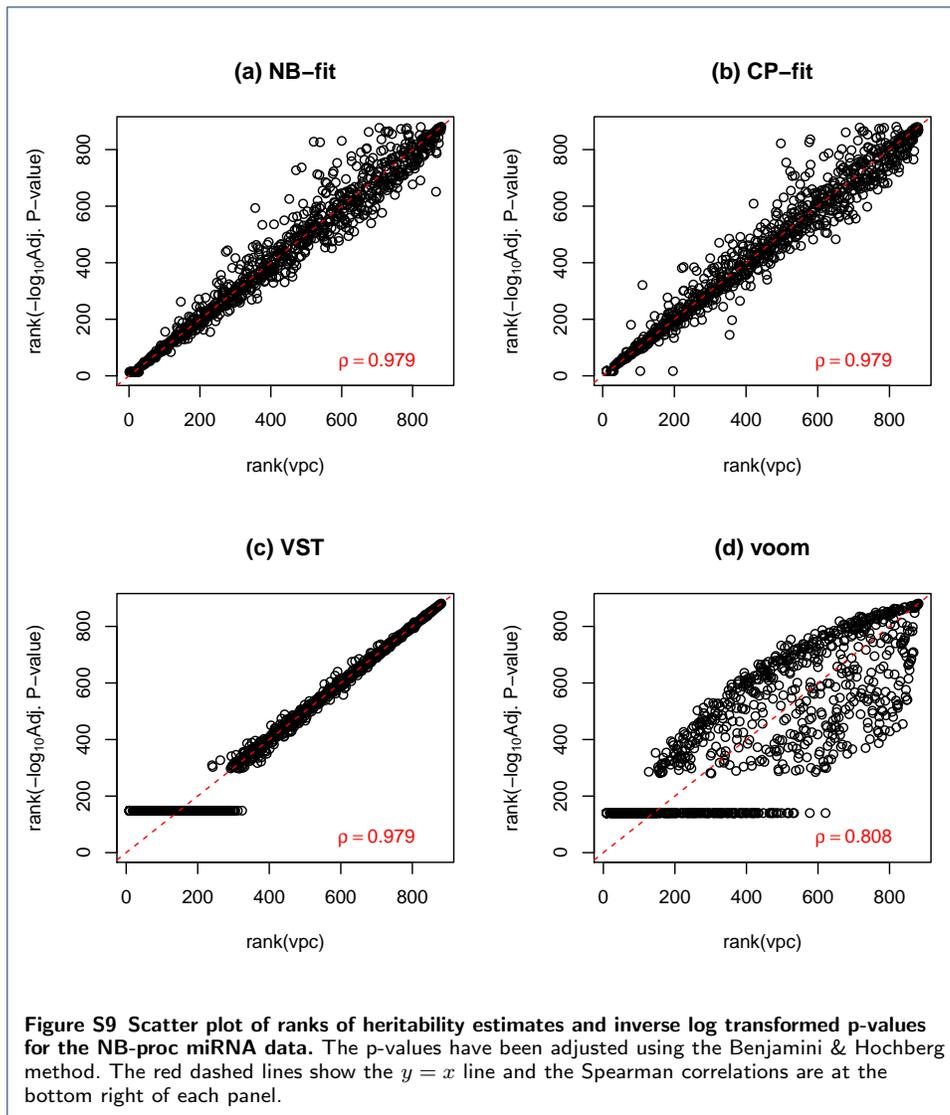 (a) NB–fit
rank(−log10Adj. P−value)
800
600
400
200
0
0 200 400 600 800
rank(vpc)
ρ = 0.979
(b) CP–fit
rank(−log10Adj. P−value)
800
600
400
200
0
0 200 400 600 800
rank(vpc)
ρ = 0.979
(c) VST
rank(−log10Adj. P−value)
800
600
400
200
0
0 200 400 600 800
rank(vpc)
ρ = 0.979
(d) voom
rank(−log10Adj. P−value)
800
600
400
200
0
0 200 400 600 800
rank(vpc)
ρ = 0.808
Figure S9 Scatter plot of ranks of heritability estimates and inverse log transformed p-values
for the NB-proc miRNA data. The p-values have been adjusted using the Benjamini & Hochberg
method. The red dashed lines show the y = x line and the Spearman correlations are at the
bottom right of each panel.